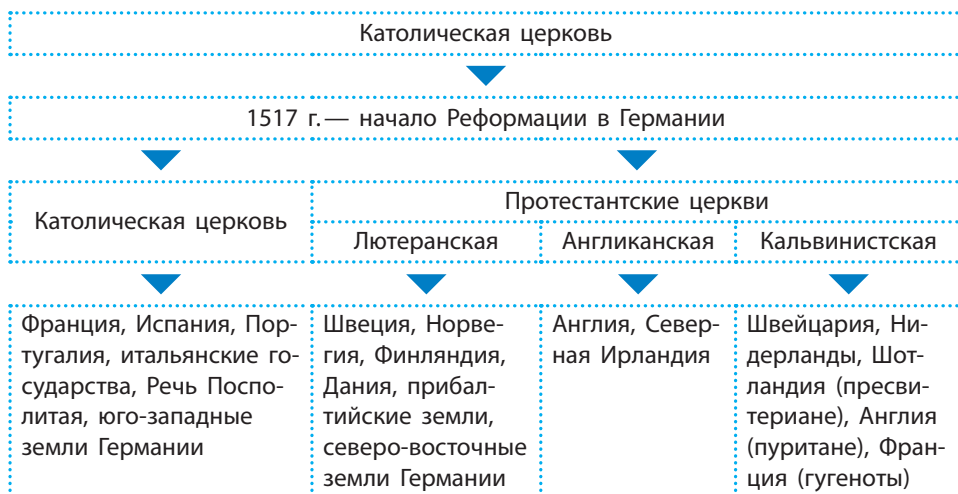 Католическая церковь
1517 г.— начало Реформации в Германии
Католическая церковь
Протестантские церкви
Лютеранская
Англиканская
Кальвинистская
Франция, Испания, Пор-
тугалия, итальянские го-
сударства, Речь Поспо-
литая, юго-западные
земли Германии
Швеция, Норве-
гия, Финляндия,
Дания, прибал-
тийские земли,
северо-восточные
земли Германии
Англия, Север-
ная Ирландия
Швейцария, Ни-
дерланды, Шот-
ландия (пресви-
териане), Англия
(пуритане), Фран-
ция (гугеноты)